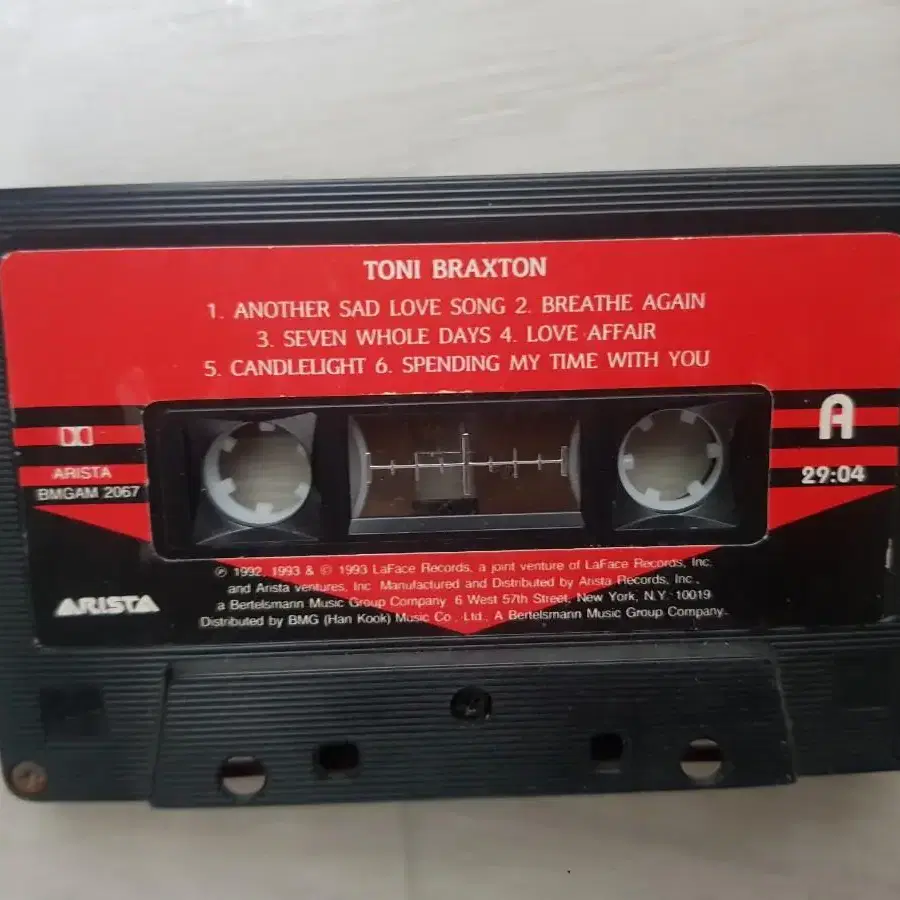 TONI BRAXTON
1. ANOTHER SAD LOVE SONG 2. BREATHE AGAIN
3. SEVEN WHOLE DAYS 4. LOVE AFFAIR
5. CANDLELIGHT 6. SPENDING MY TIME WITH YOU
A
ARISTA
BMGAM 2067
29:04
ARISTA
℗ 1992, 1993 & © 1993 LaFace Records, a joint venture of LaFace Records, Inc.
and Arista ventures, Inc. Manufactured and Distributed by Arista Records, Inc.,
a Bertelsmann Music Group Company. 6 West 57th Street, New York, N.Y. 10019.
Distributed by BMG (Han Kook) Music Co., Ltd., A Bertelsmann Music Group Company.